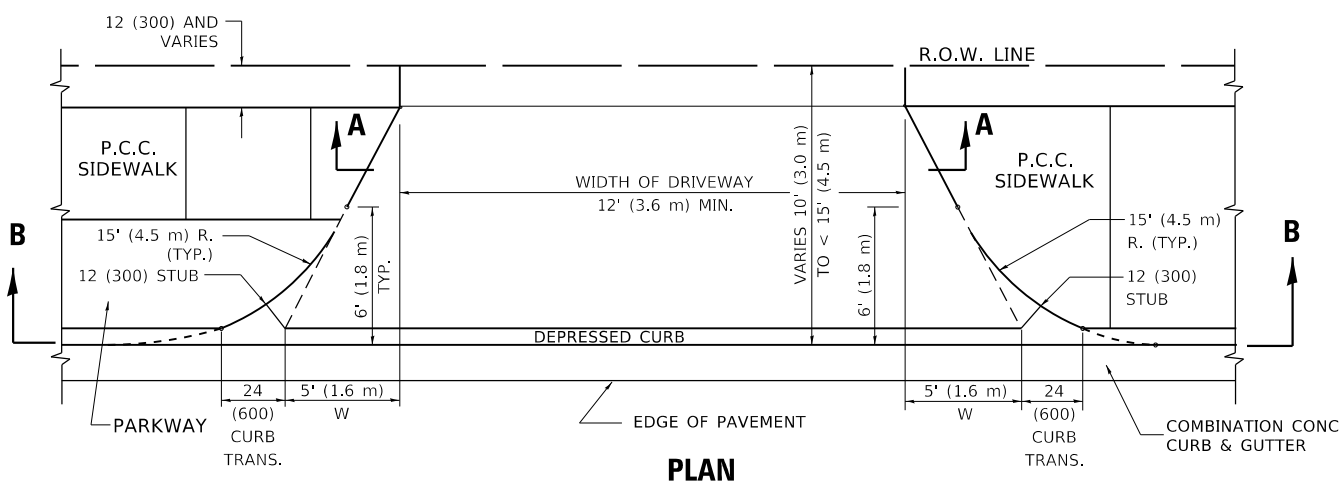 12 (300) AND
VARIES
R.O.W. LINE
A
A
P.C.C.
SIDEWALK
P.C.C.
SIDEWALK
WIDTH OF DRIVEWAY
12' (3.6 m) MIN.
VARIES 10' (3.0 m)
TO < 15' (4.5 m)
B
B
15' (4.5 m) R.
(TYP.)
15' (4.5 m)
R. (TYP.)
12 (300) STUB
12 (300)
STUB
6' (1.8 m)
TYP.
6' (1.8 m)
DEPRESSED CURB
24
(600)
CURB
TRANS.
5' (1.6 m)
W
5' (1.6 m)
W
24
(600)
CURB
TRANS.
PARKWAY
EDGE OF PAVEMENT
COMBINATION CONC
CURB & GUTTER
PLAN